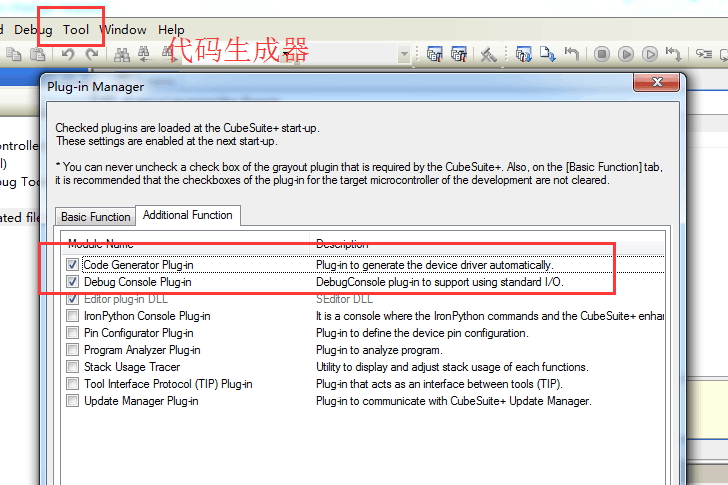 Debug Tool Window Help
代码生成器
Plug-in Manager
Checked plug-ins are loaded at the CubeSuite+ start-up.
These settings are enabled at the next start-up.
* You can never uncheck a check box of the grayout plugin that is required by the CubeSuite+. Also, on the [Basic Function] tab,
it is recommended that the checkboxes of the plug-in for the target microcontroller of the development are not cleared.
Basic Function Additional Function
Module Name Description
Code Generator Plug-in Plug-in to generate the device driver automatically.
Debug Console Plug-in DebugConsole plug-in to support using standard I/O.
Editor plug-in DLL SEditor DLL
IronPython Console Plug-in It is a console where the IronPython commands and the CubeSuite+ enha
Pin Configurator Plug-in Plug-in to define the device pin configuration.
Program Analyzer Plug-in Plug-in to analyze program.
Stack Usage Tracer Utility to display and adjust stack usage of each functions.
Tool Interface Protocol (TIP) Plug-in Plug-in that acts as an interface between tools (TIP).
Update Manager Plug-in Plug-in to communicate with CubeSuite+ Update Manager.
ontrolle
l)
bug Too
ated file